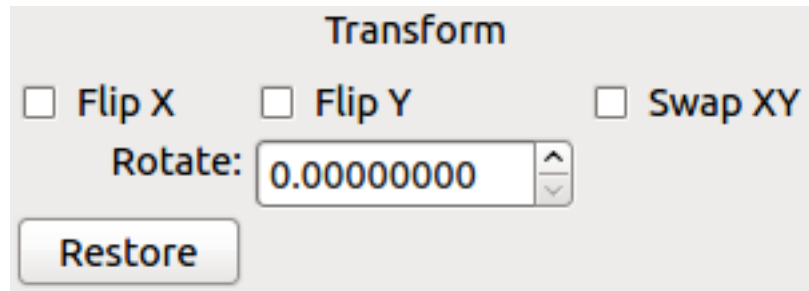 Transform
Flip X Flip Y Swap XY
Rotate: 0.00000000
Restore